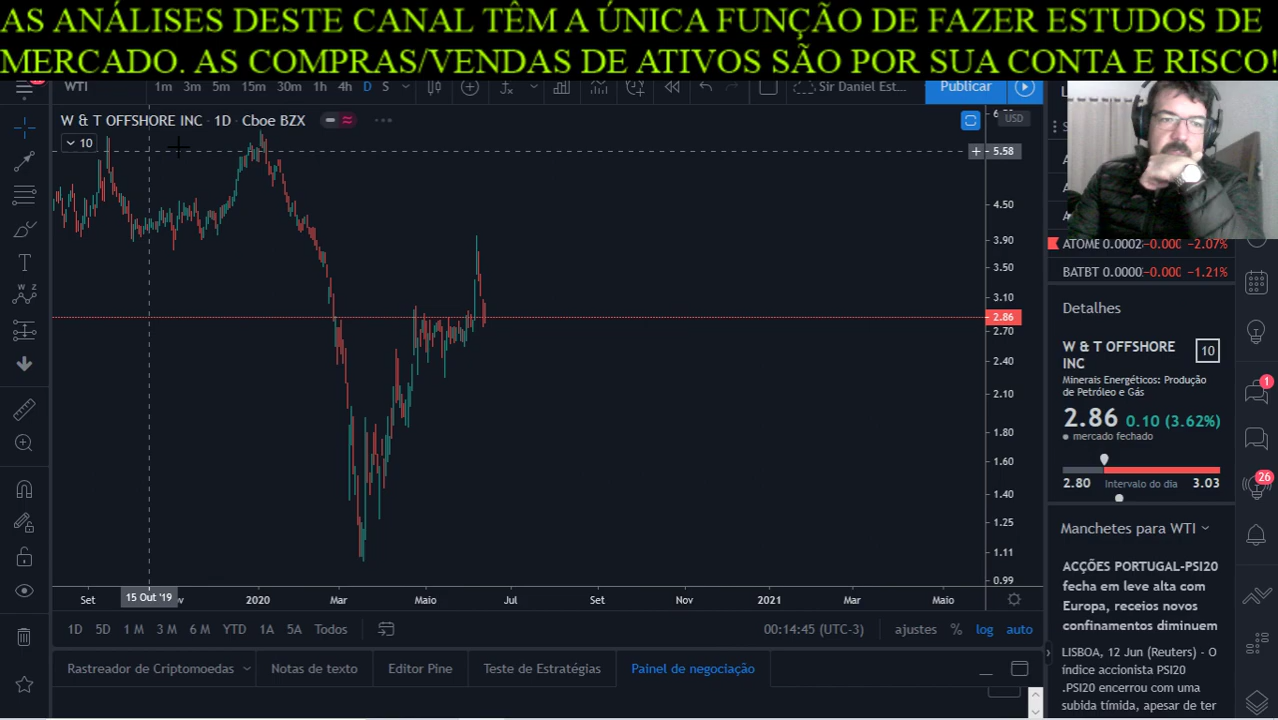 AS ANÁLISES DESTE CANAL TÊM A ÚNICA FUNÇÃO DE FAZER ESTUDOS DE
MERCADO. AS COMPRAS/VENDAS DE ATIVOS SÃO POR SUA CONTA E RISCO!
WTI 1m 3m 5m 15m 30m 1h 4h D S Sir Daniel Est... Publicar
W & T OFFSHORE INC · 1D · Cboe BZX
USD
10
5.58
4.50
3.90
3.50
3.10
2.86
2.70
2.40
2.10
1.80
1.60
1.40
1.25
1.11
0.99
Set 15 Out '19 2020 Mar Maio Jul Set Nov 2021 Mar Maio
1D 5D 1 M 3 M 6 M YTD 1A 5A Todos 00:14:45 (UTC-3) ajustes % log auto
Rastreador de Criptomoedas Notas de texto Editor Pine Teste de Estratégias Painel de negociação
ATOME 0.0002 -0.000 -2.07%
BATBT 0.0000 -0.000 -1.21%
Detalhes
W & T OFFSHORE
INC
10
Minerais Energéticos: Produção
de Petróleo e Gás
2.86 0.10 (3.62%)
mercado fechado
2.80 Intervalo do dia 3.03
Manchetes para WTI
ACÇÕES PORTUGAL-PSI20
fecha em leve alta com
Europa, receios novos
confinamentos diminuem
LISBOA, 12 Jun (Reuters) - O
índice accionista PSI20
.PSI20 encerrou com uma
subida tímida, apesar de ter
1
26